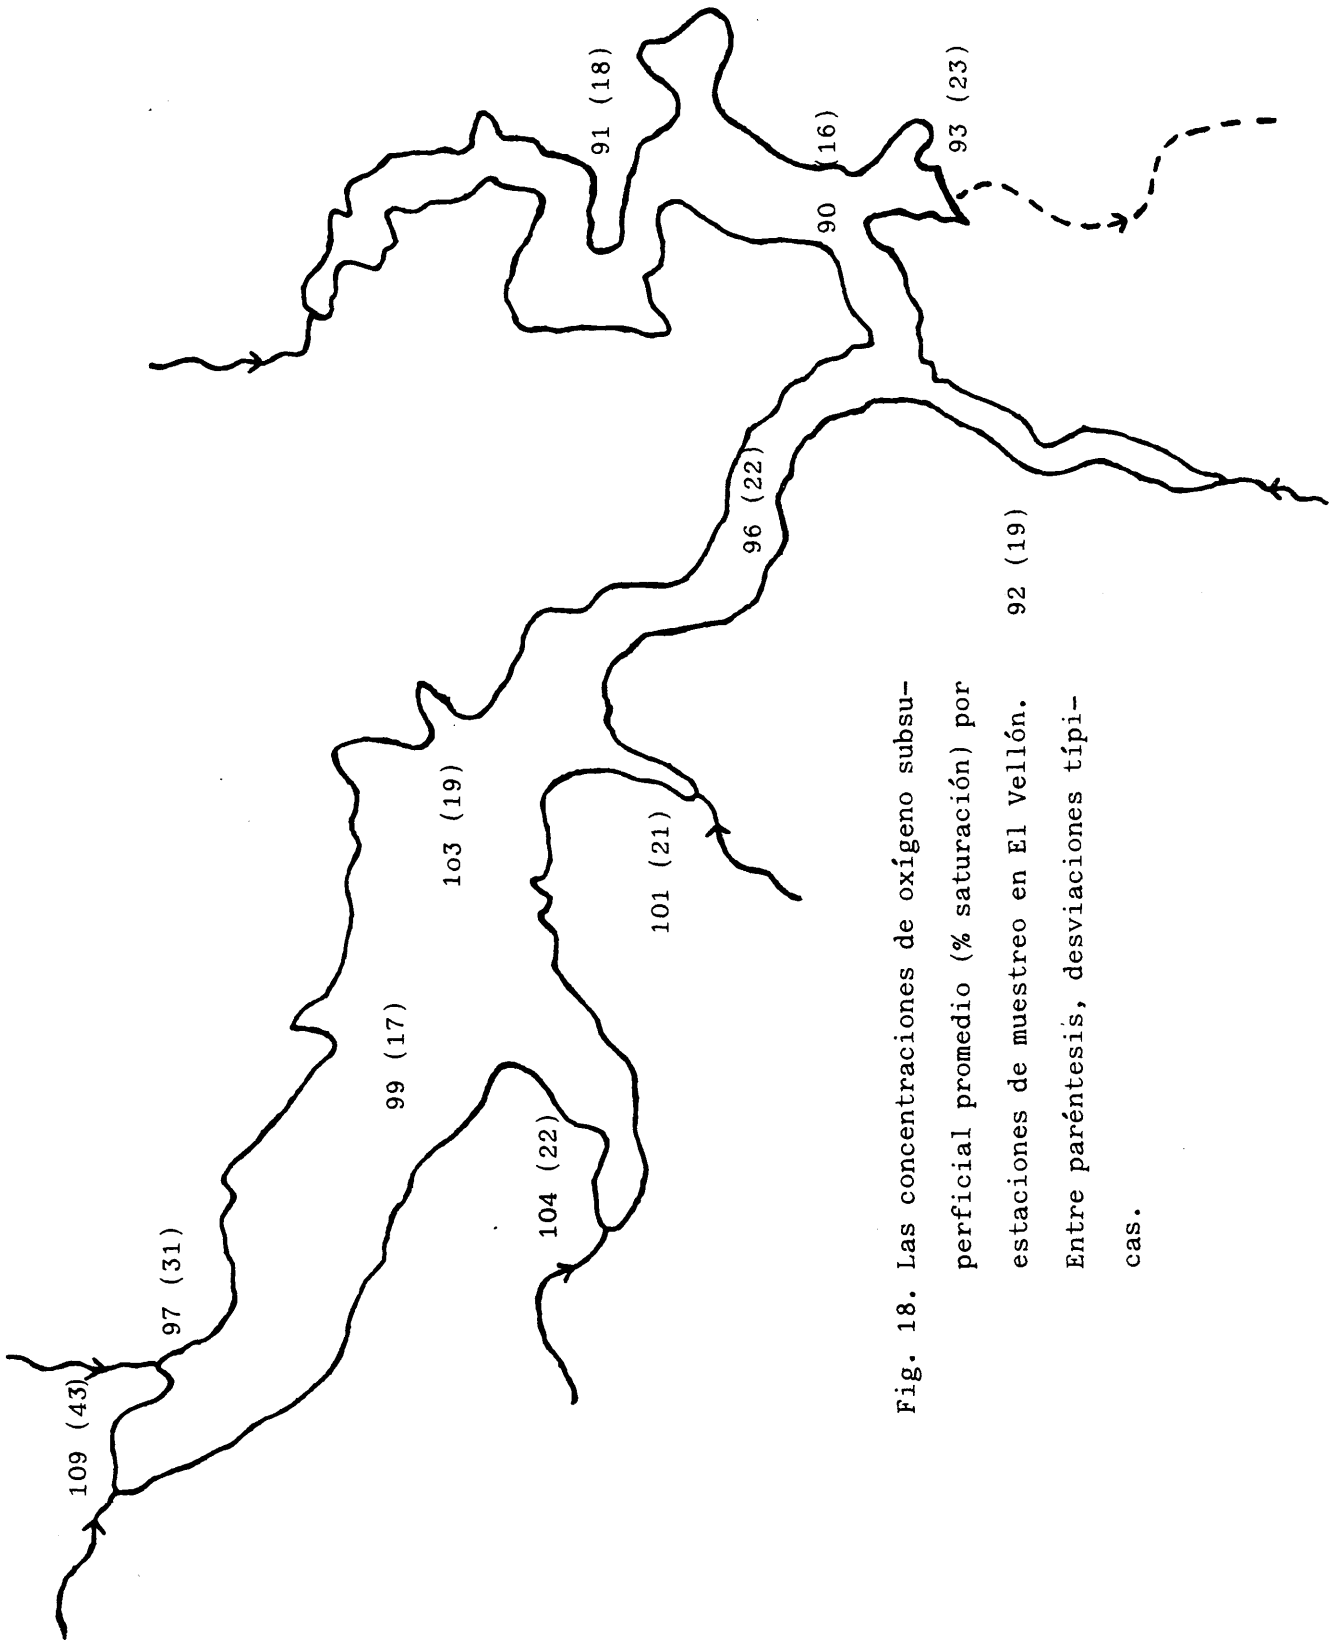 109 (43)
97 (31)
99 (17)
104 (22)
103 (19)
101 (21)
96 (22)
92 (19)
91 (18)
90 (16)
93 (23)
Fig. 18. Las concentraciones de oxígeno subsu-
perficial promedio (% saturación) por
estaciones de muestreo en El Vellón.
Entre paréntesis, desviaciones típi-
cas.